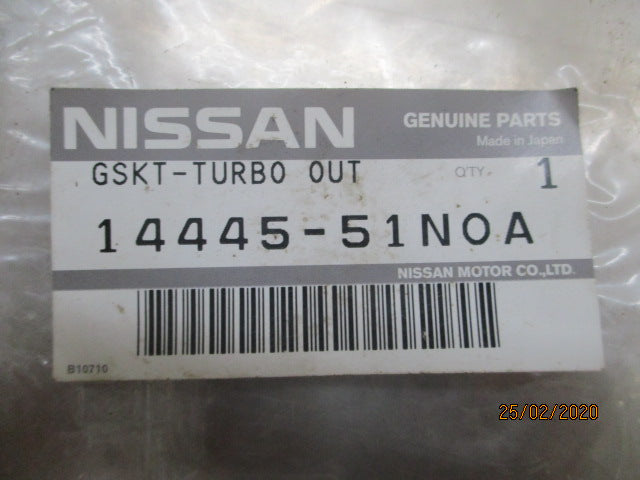 NISSAN
GENUINE PARTS
Made in Japan
GSKT-TURBO OUT Q'TY 1
14445-51N0A
NISSAN MOTOR CO.,LTD.
B10710
25/02/2020